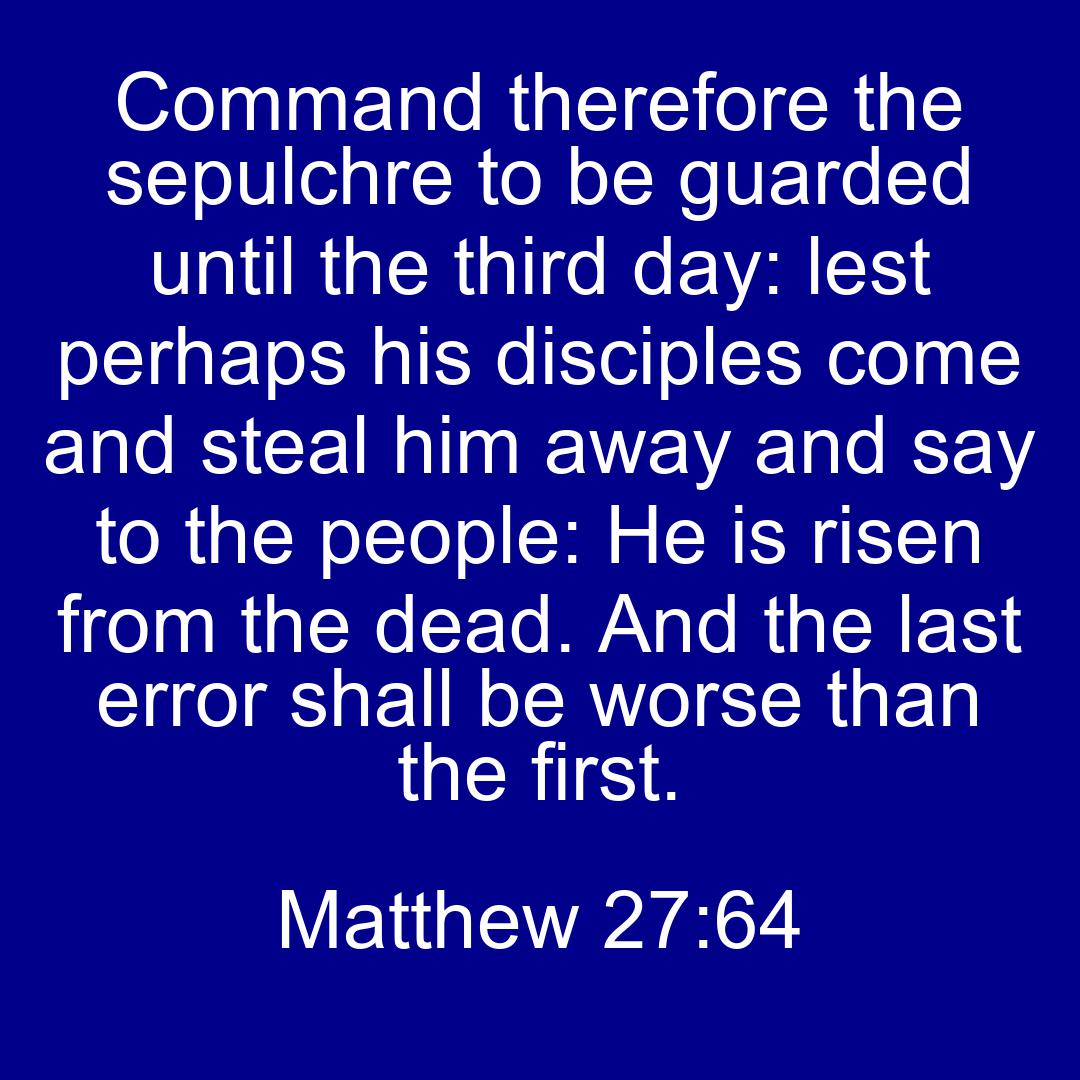 Command therefore the
sepulchre to be guarded
until the third day: lest
perhaps his disciples come
and steal him away and say
to the people: He is risen
from the dead. And the last
error shall be worse than
the first.
Matthew 27:64